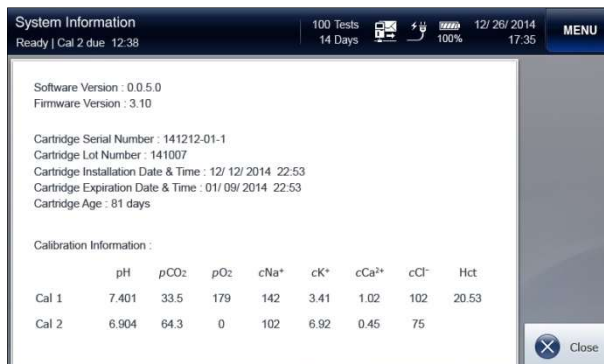 System Information
Ready | Cal 2 due 12:38
100 Tests
14 Days
100%
12/ 26/ 2014
17:35
MENU
Software Version : 0.0.5.0
Firmware Version : 3.10
Cartridge Serial Number : 141212-01-1
Cartridge Lot Number : 141007
Cartridge Installation Date & Time : 12/ 12/ 2014 22:53
Cartridge Expiration Date & Time : 01/ 09/ 2014 22:53
Cartridge Age : 81 days
Calibration Information :
pH pCO₂ pO₂ cNa⁺ cK⁺ cCa²⁺ cCl⁻ Hct
Cal 1 7.401 33.5 179 142 3.41 1.02 102 20.53
Cal 2 6.904 64.3 0 102 6.92 0.45 75
Close